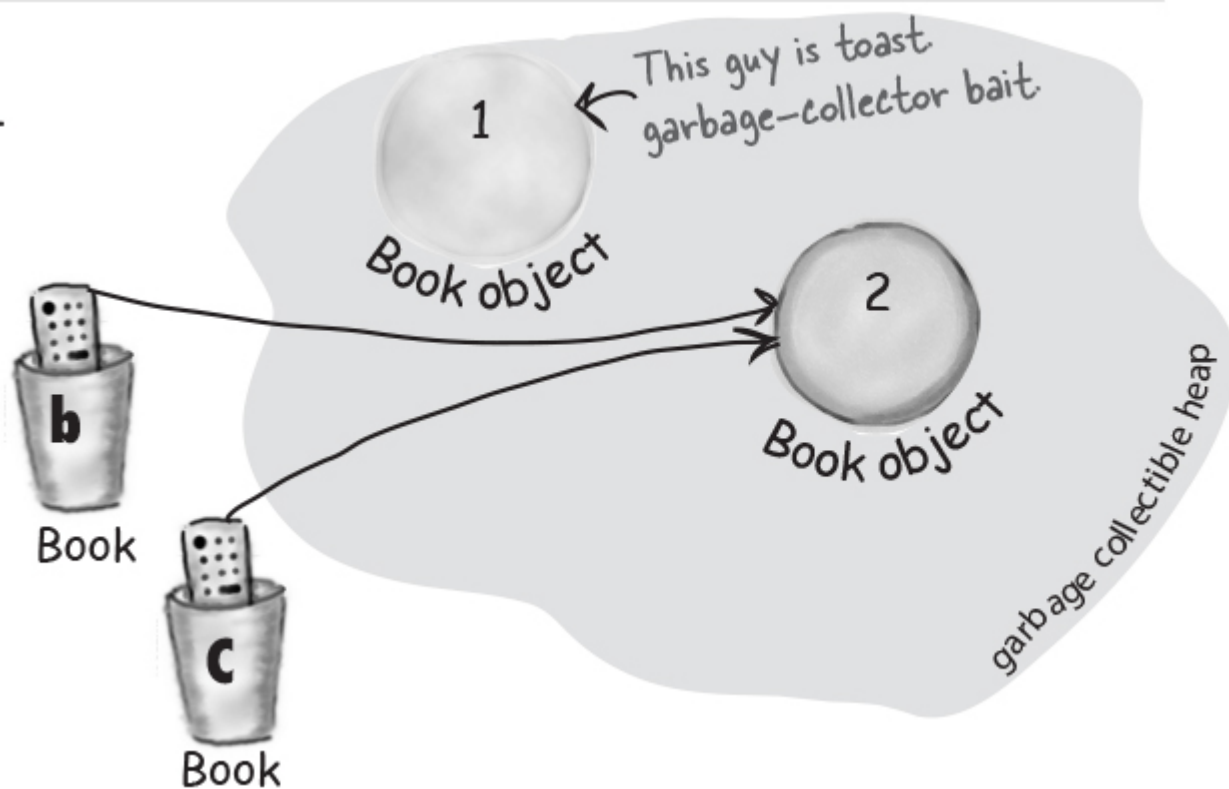 This guy is toast.
garbage-collector bait.
1
Book object
2
Book object
b
Book
c
Book
garbage collectible heap